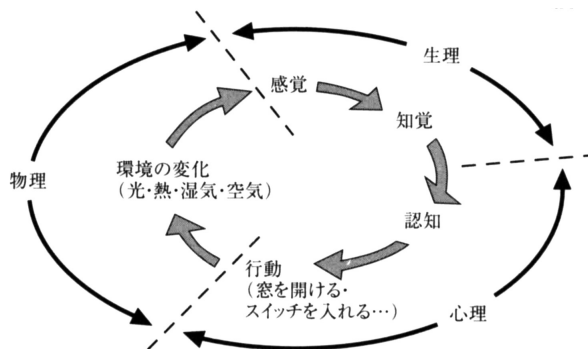 生理
感覚
知覚
環境の変化
(光・熱・湿気・空気)
物理
認知
行動
(窓を開ける・
スイッチを入れる…)
心理